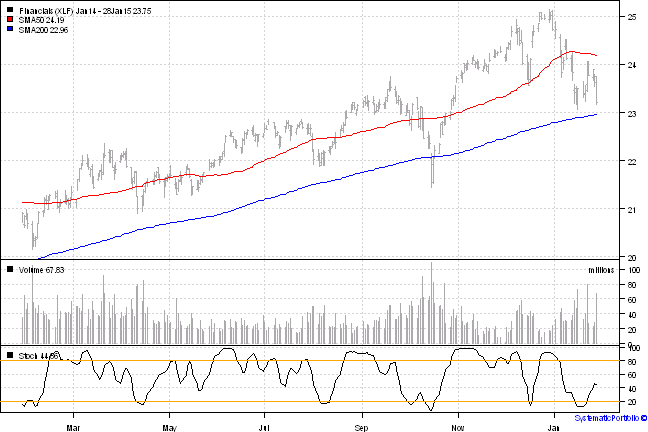 Financials (XLF) Jan14 - 28Jan15 23.75
SMA50 24.19
SMA200 22.96
25
24
23
22
21
20
Volume 67.83
millions
100
80
60
40
20
0
Stoch 44.96
100
80
60
40
20
Mar May Jul Sep Nov Jan
SystematicPortfolio ©